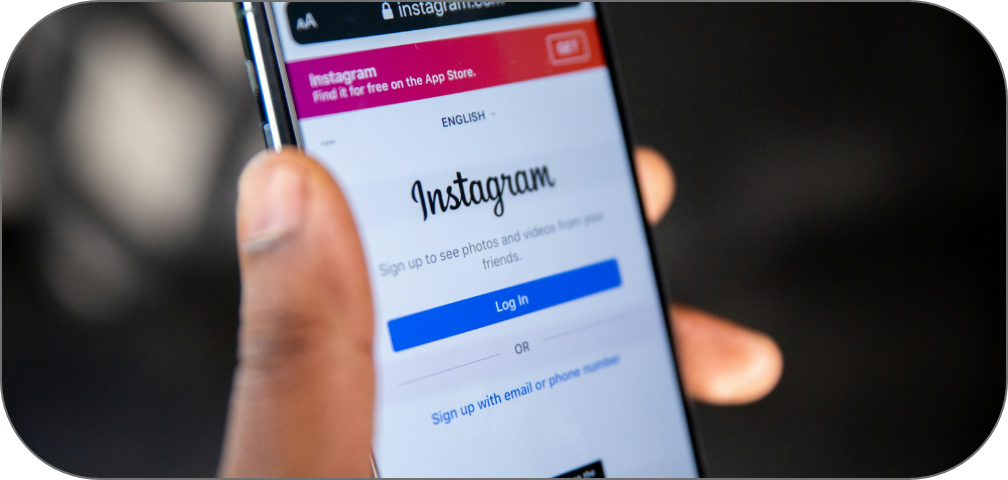 AA instagram.com
Instagram
Find it for free on the App Store.
GET
ENGLISH
Instagram
Sign up to see photos and videos from your
friends.
Log In
OR
Sign up with email or phone number